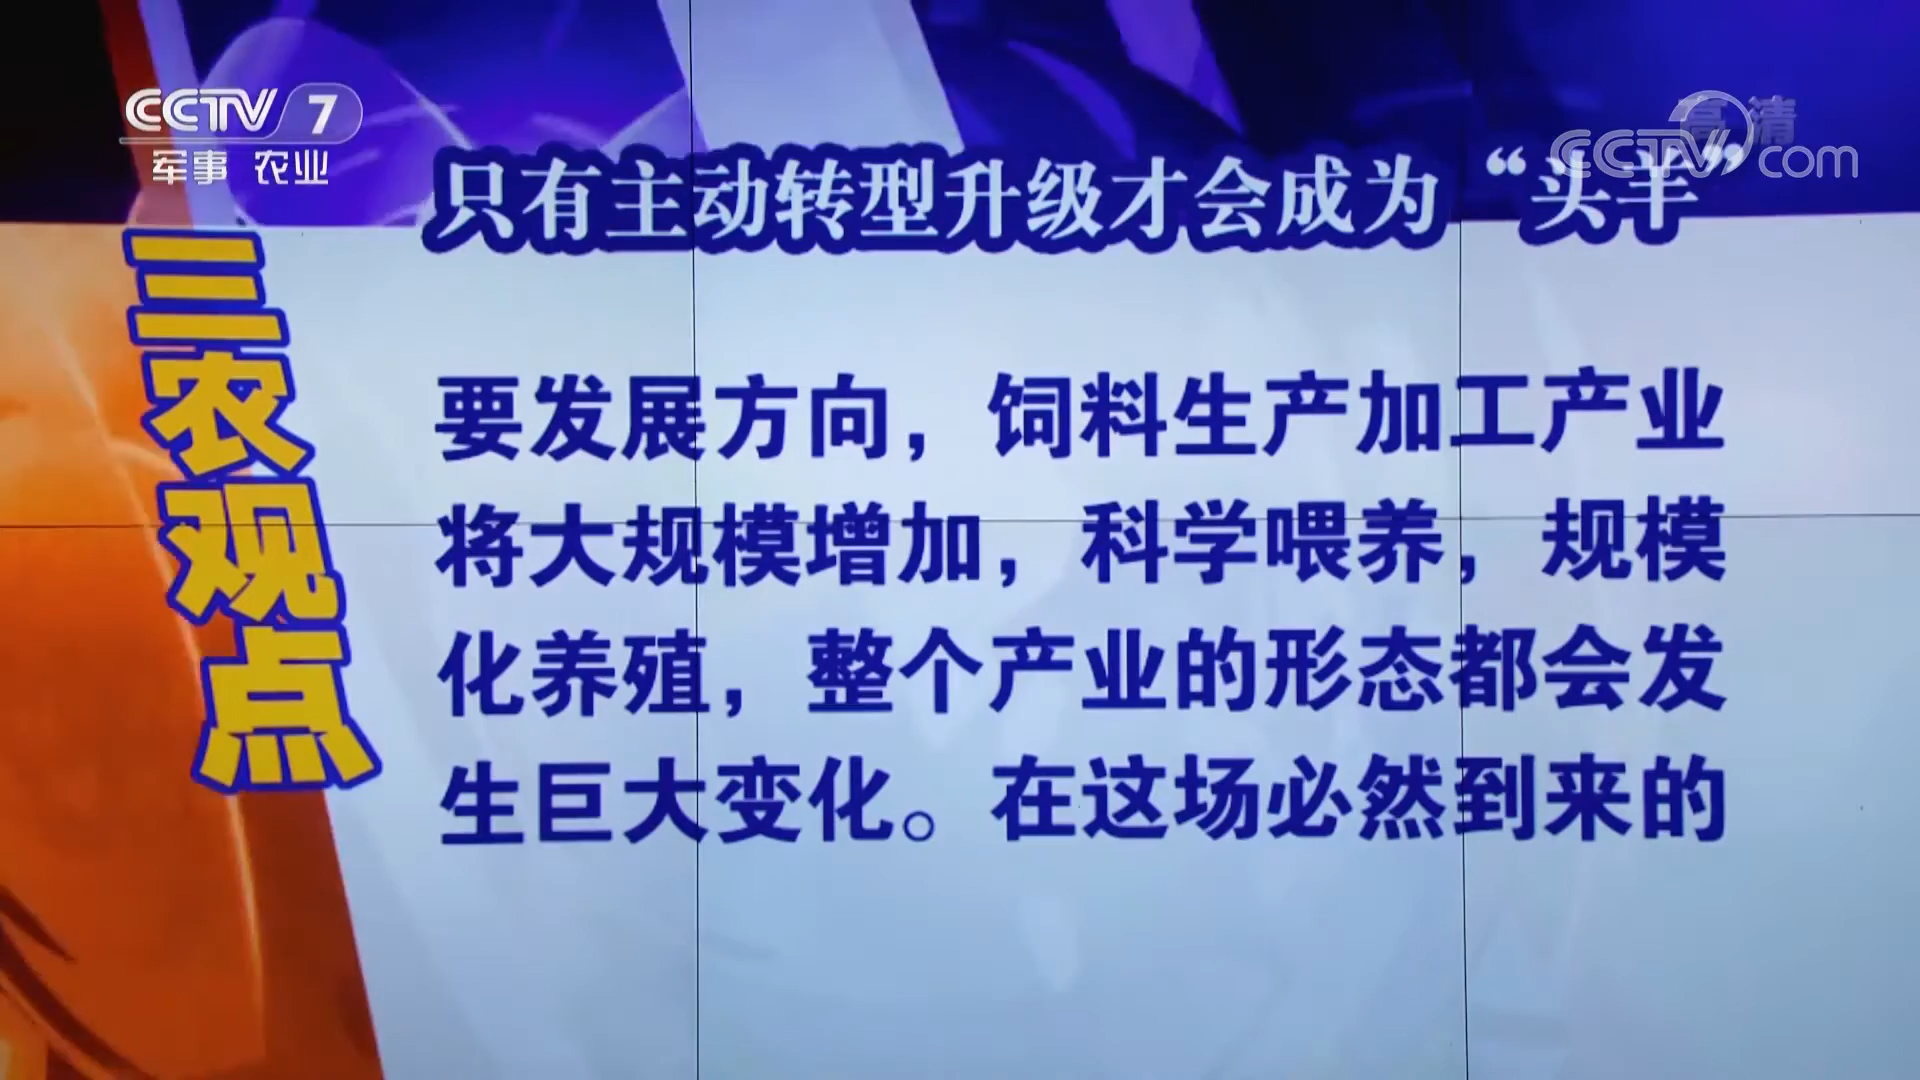 CCTV 7
军事 农业
高清
CCTV com
只有主动转型升级才会成为“头羊”
三农观点
要发展方向，饲料生产加工产业
将大规模增加，科学喂养，规模
化养殖，整个产业的形态都会发
生巨大变化。在这场必然到来的